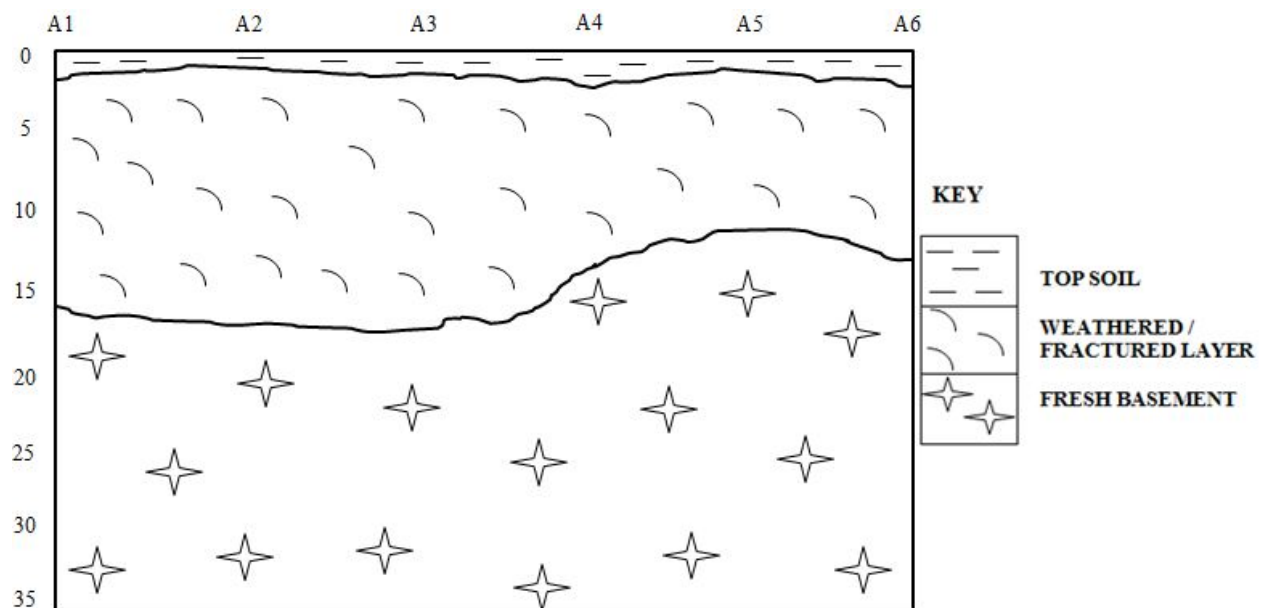 A1 A2 A3 A4 A5 A6
0
5
10
15
20
25
30
35
KEY
TOP SOIL
WEATHERED /
FRACTURED LAYER
FRESH BASEMENT